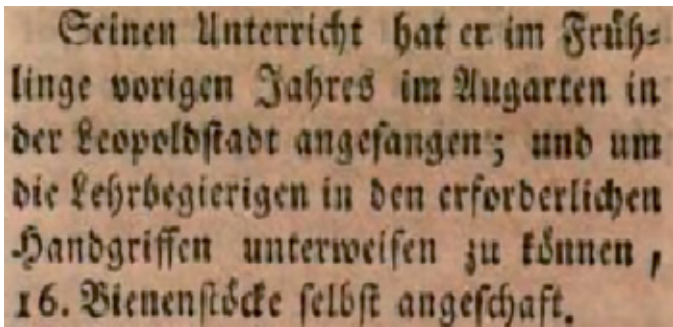 Seinen Unterricht hat er im Früh-
linge vorigen Jahres im Augarten in
der Leopoldstadt angefangen; und um
die Lehrbegierigen in den erforderlichen
Handgriffen unterweisen zu können,
16. Bienenstöcke selbst angeschaft.